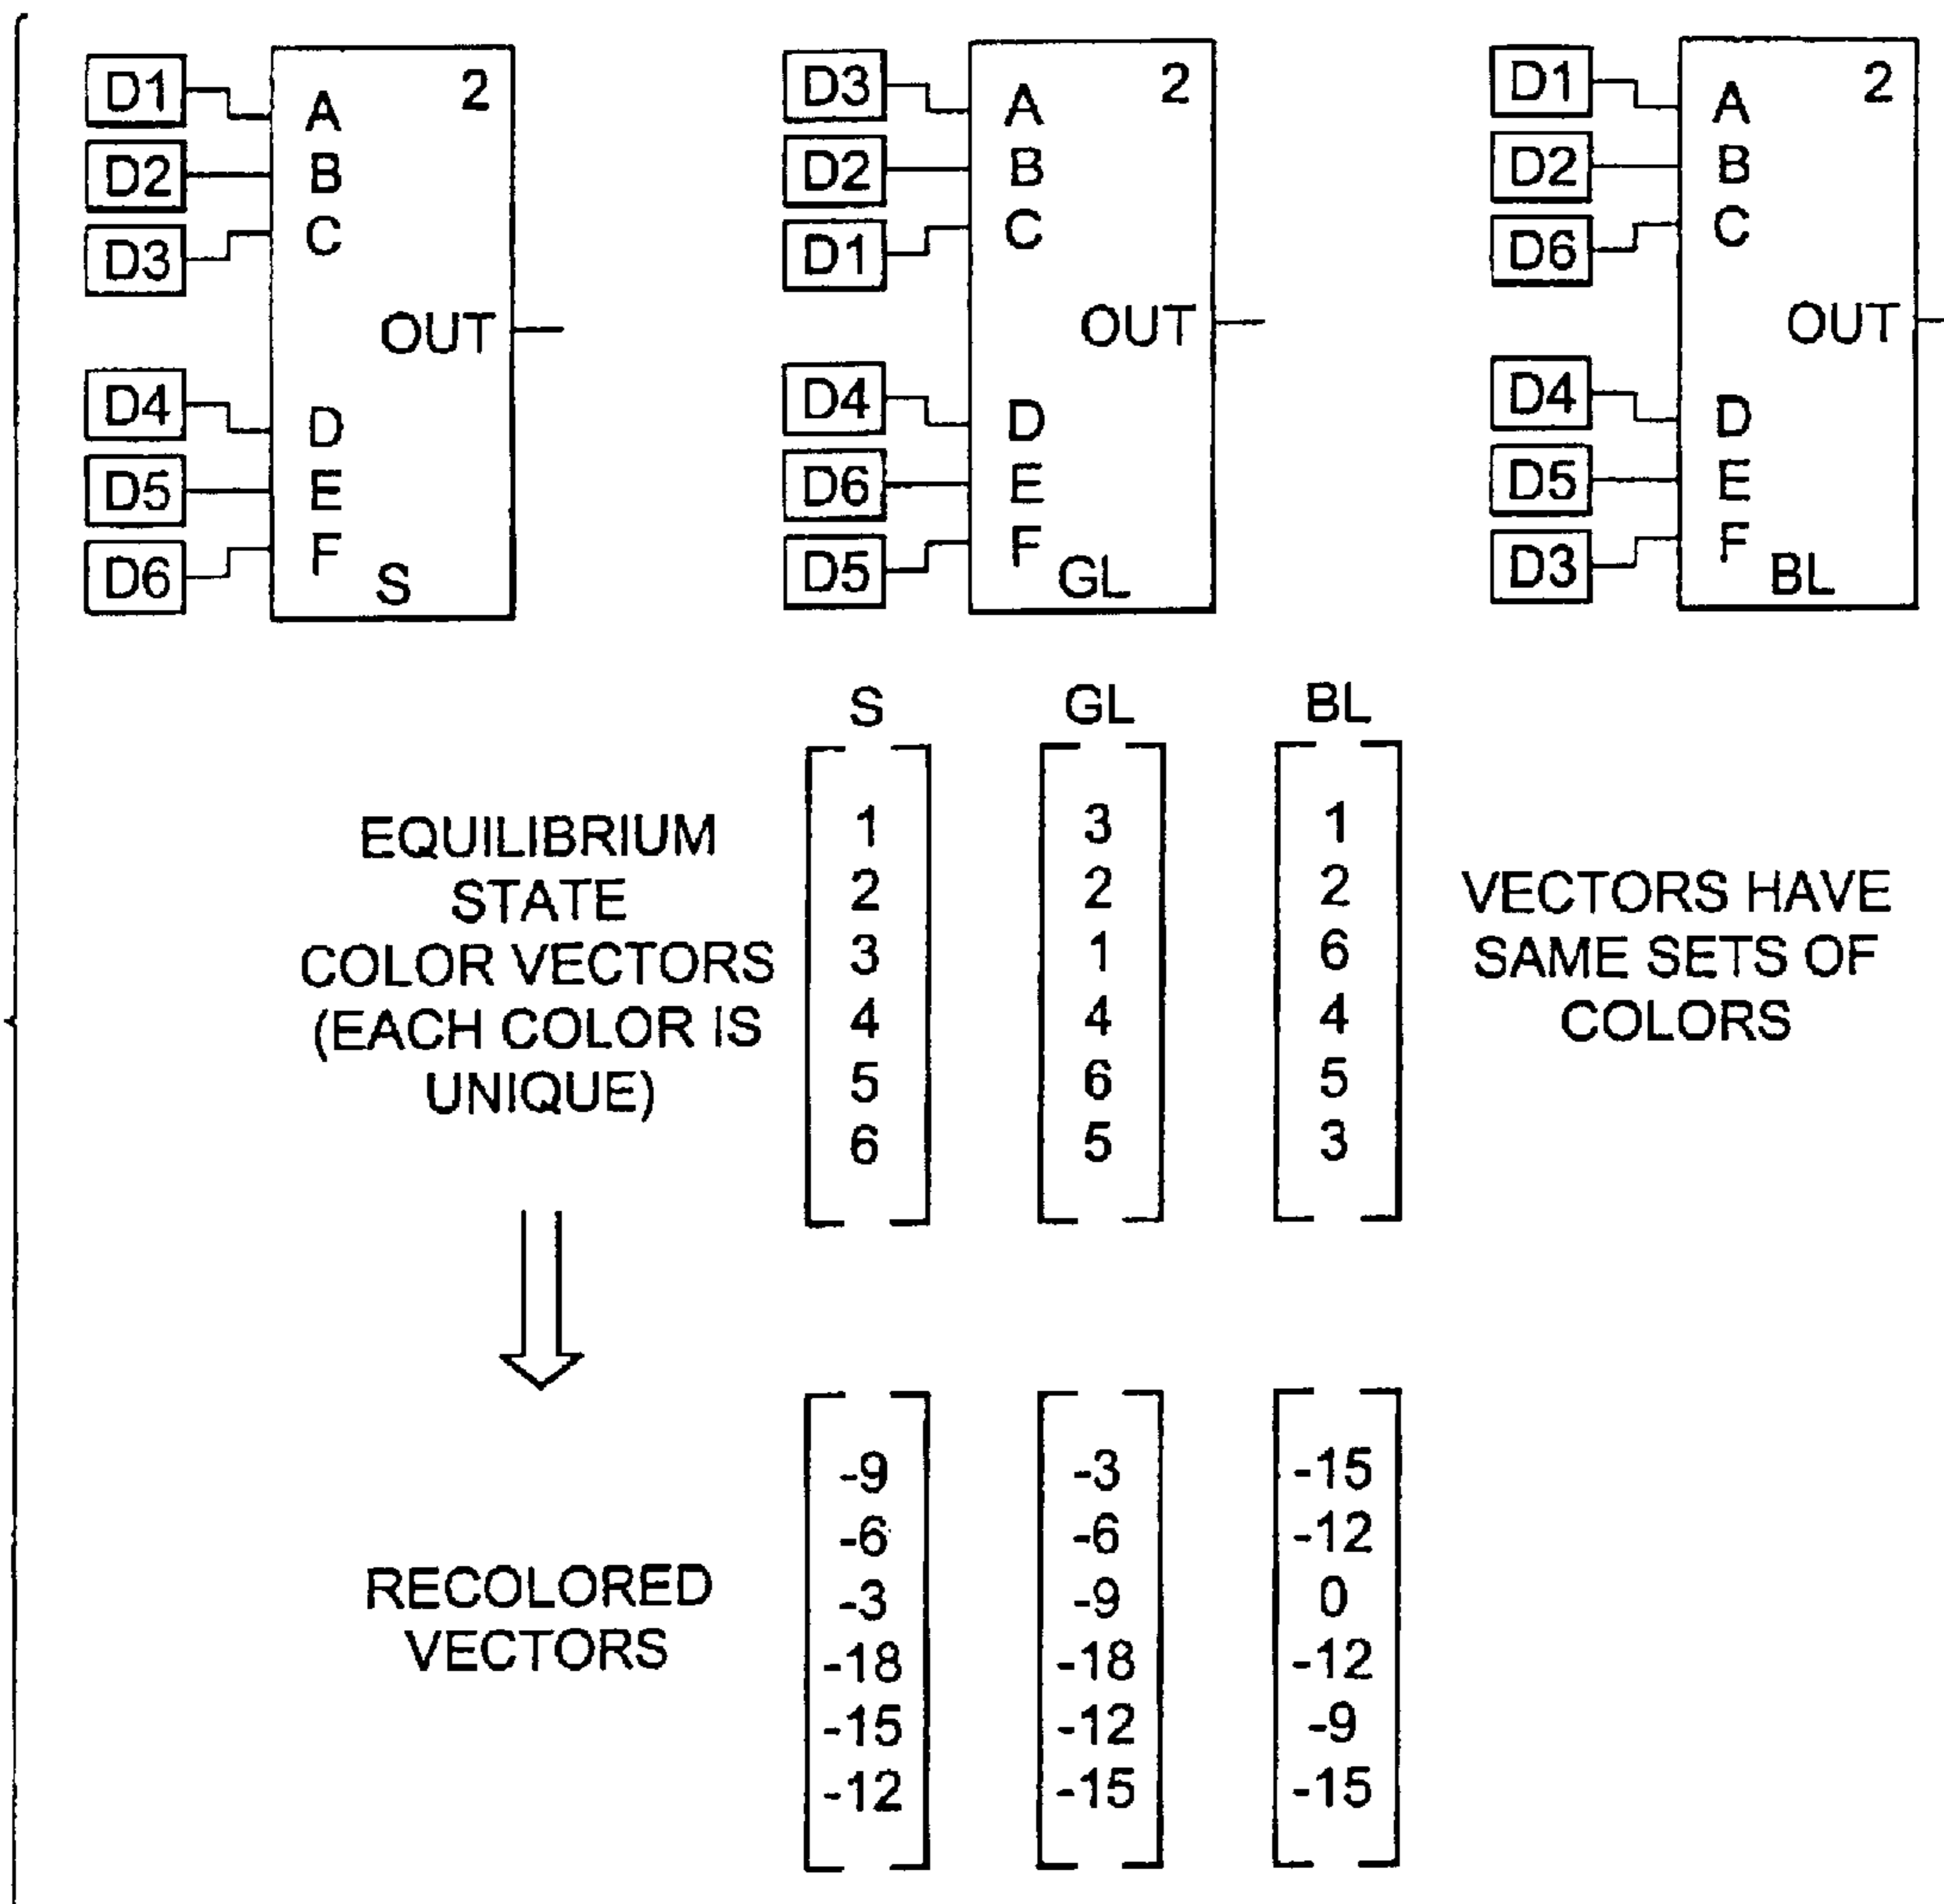 D1 A 2
D2 B
D3 C
OUT
D4 D
D5 E
D6 F
S
D3 A 2
D2 B
D1 C
OUT
D4 D
D6 E
D5 F
GL
D1 A 2
D2 B
D6 C
OUT
D4 D
D5 E
D3 F
BL
S GL BL
EQUILIBRIUM
STATE
COLOR VECTORS
(EACH COLOR IS
UNIQUE)
1 3 1
2 2 2
3 1 6
4 4 4
5 6 5
6 5 3
VECTORS HAVE
SAME SETS OF
COLORS
RECOLORED
VECTORS
-9 -3 -15
-6 -6 -12
-3 -9 0
-18 -18 -12
-15 -12 -9
-12 -15 -15